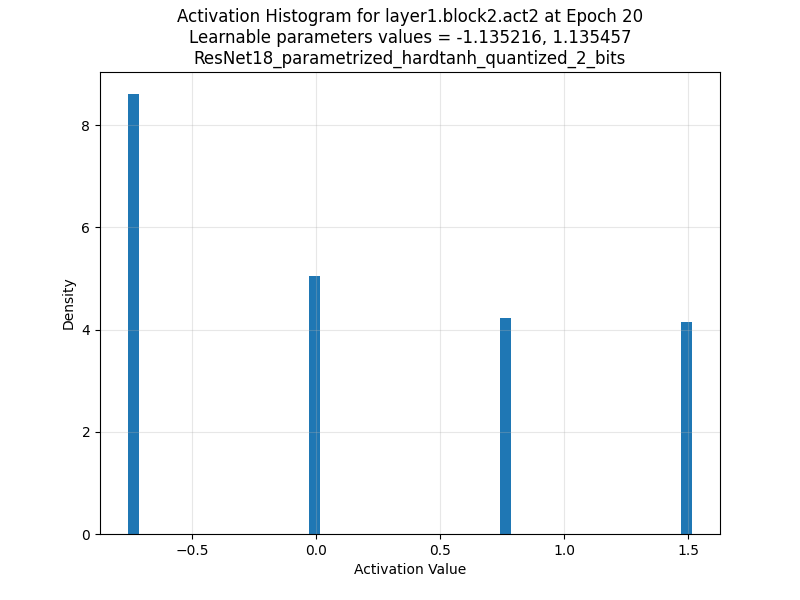 Activation Histogram for layer1.block2.act2 at Epoch 20
Learnable parameters values = -1.135216, 1.135457
ResNet18_parametrized_hardtanh_quantized_2_bits
8
6
4
2
0
Density
−0.5
0.0
0.5
1.0
1.5
Activation Value